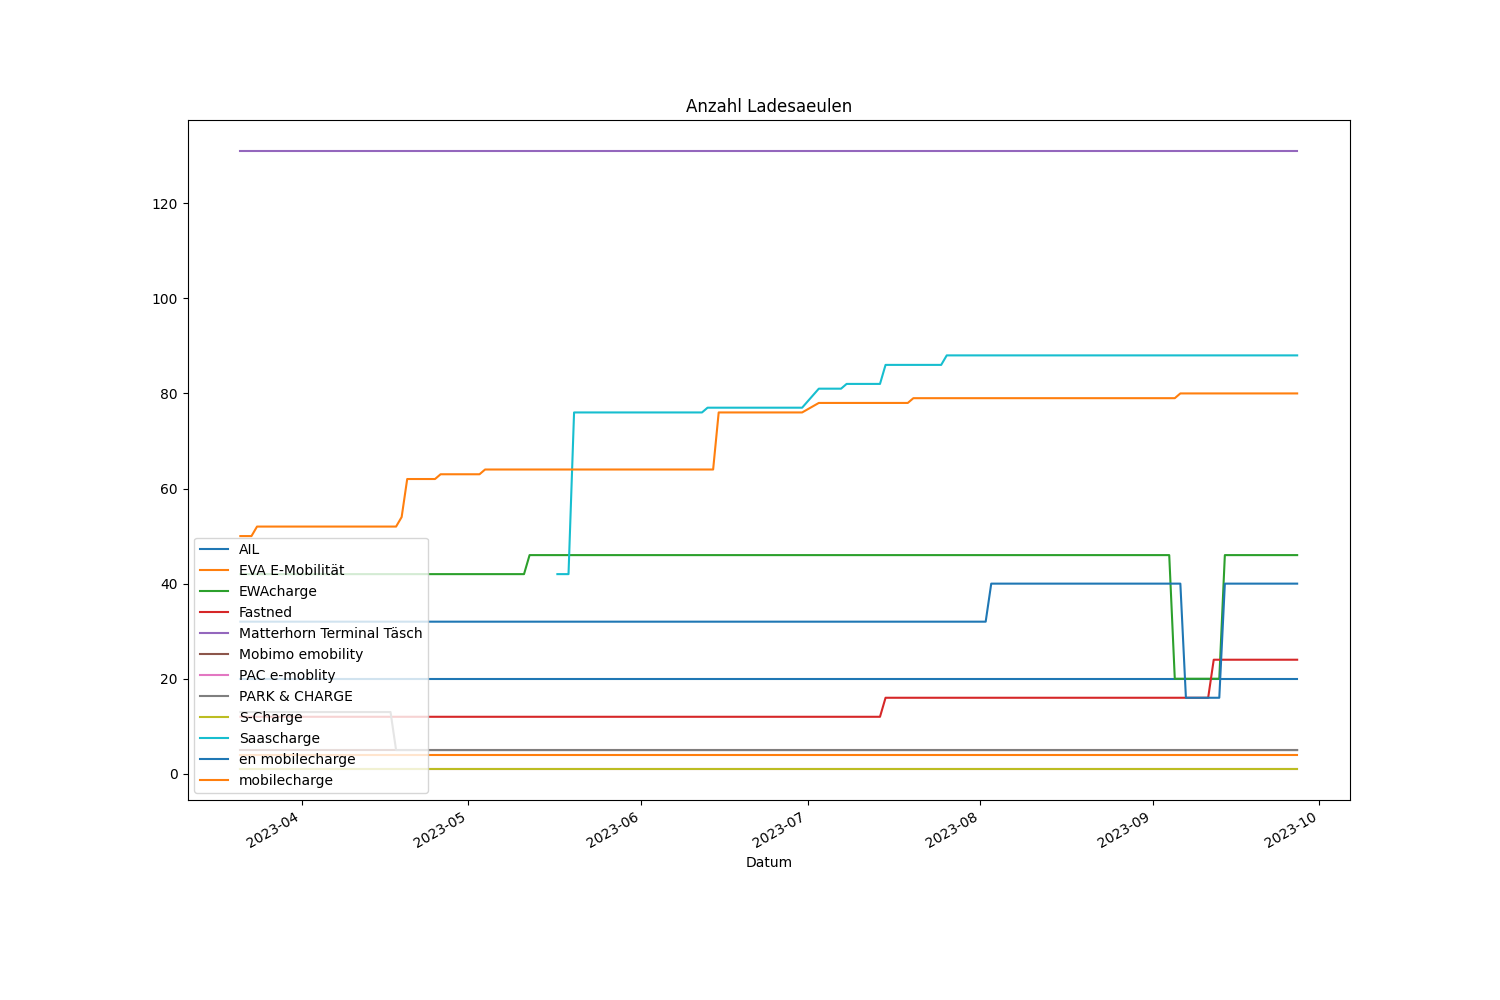 Anzahl Ladesaeulen
120
100
80
60
40
20
0
AIL
EVA E-Mobilität
EWAcharge
Fastned
Matterhorn Terminal Täsch
Mobimo emobility
PAC e-moblity
PARK & CHARGE
S-Charge
Saascharge
en mobilecharge
mobilecharge
2023-04
2023-05
2023-06
2023-07
2023-08
2023-09
2023-10
Datum